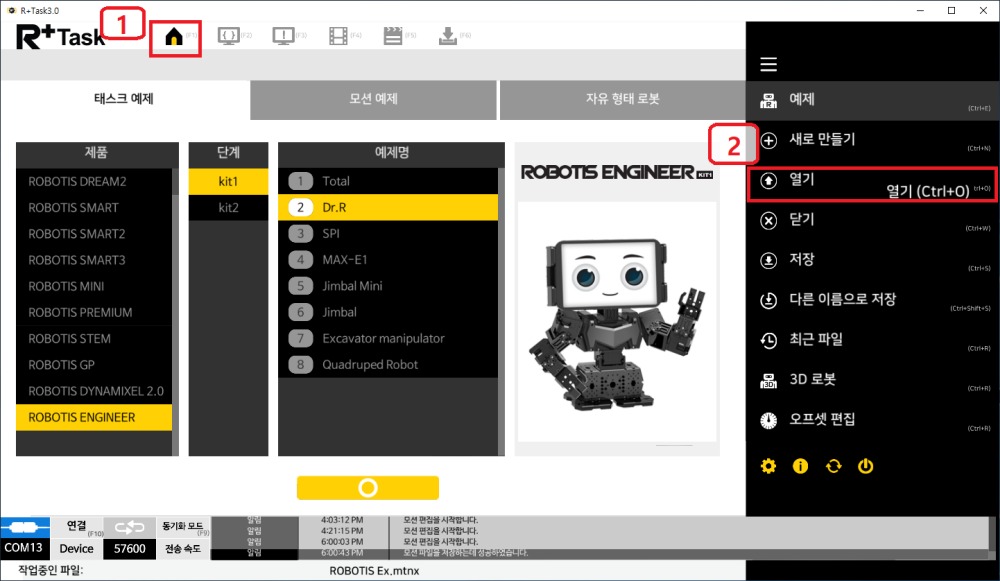 R+Task3.0
R+Task
1
(F1)
(F2)
(F3)
(F4)
(F5)
(F6)
태스크 예제
모션 예제
자유 형태 로봇
제품
ROBOTIS DREAM2
ROBOTIS SMART
ROBOTIS SMART2
ROBOTIS SMART3
ROBOTIS MINI
ROBOTIS PREMIUM
ROBOTIS STEM
ROBOTIS GP
ROBOTIS DYNAMIXEL 2.0
ROBOTIS ENGINEER
단계
kit1
kit2
예제명
1 Total
2 Dr.R
3 SPI
4 MAX-E1
5 Jimbal Mini
6 Jimbal
7 Excavator manipulator
8 Quadruped Robot
ROBOTIS ENGINEER KIT1
예제 (Ctrl+E)
2
새로 만들기 (Ctrl+N)
열기
열기 (Ctrl+O) trl+O)
닫기 (Ctrl+W)
저장 (Ctrl+S)
다른 이름으로 저장 (Ctrl+Shift+S)
최근 파일 (Ctrl+R)
3D 3D 로봇 (Ctrl+R)
오프셋 편집 (Ctrl+R)
연결 (F10)
동기화 모드 (F9)
COM13 Device 57600 전송 속도
알림 4:03:12 PM 모션 편집을 시작합니다.
알림 4:21:15 PM 모션 편집을 시작합니다.
알림 6:00:03 PM 모션 편집을 시작합니다.
알림 6:00:43 PM 모션 파일을 저장하는데 성공하였습니다.
작업중인 파일: ROBOTIS Ex.mtnx